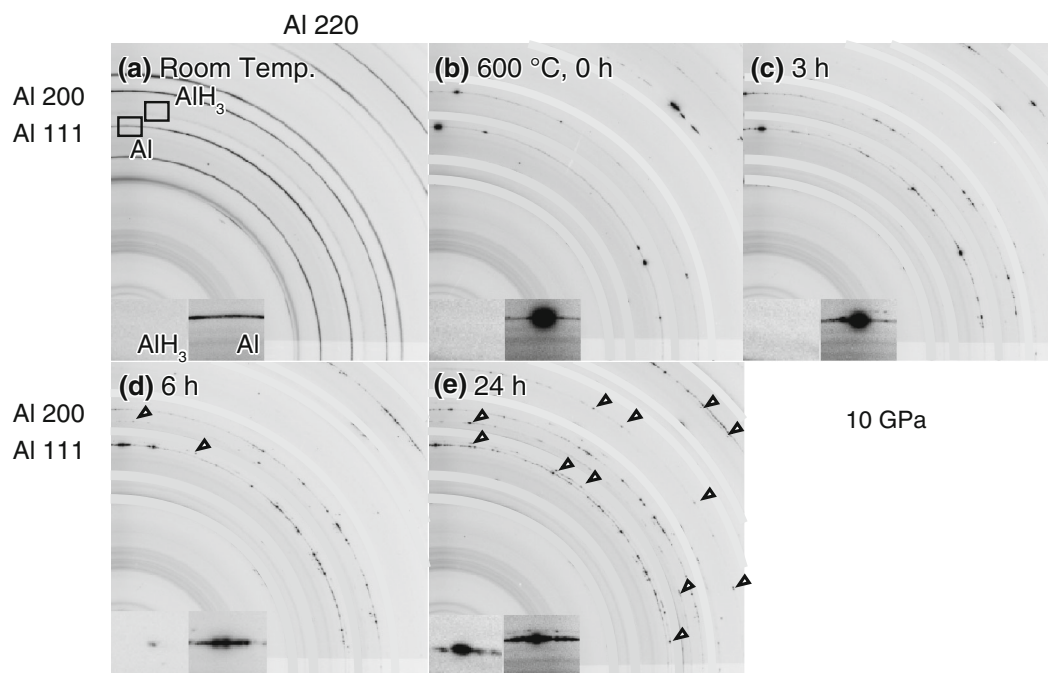 Al 220
(a) Room Temp.
(b) 600 °C, 0 h
(c) 3 h
Al 200
AlH3
Al 111
Al
AlH3
Al
(d) 6 h
(e) 24 h
Al 200
Al 111
10 GPa